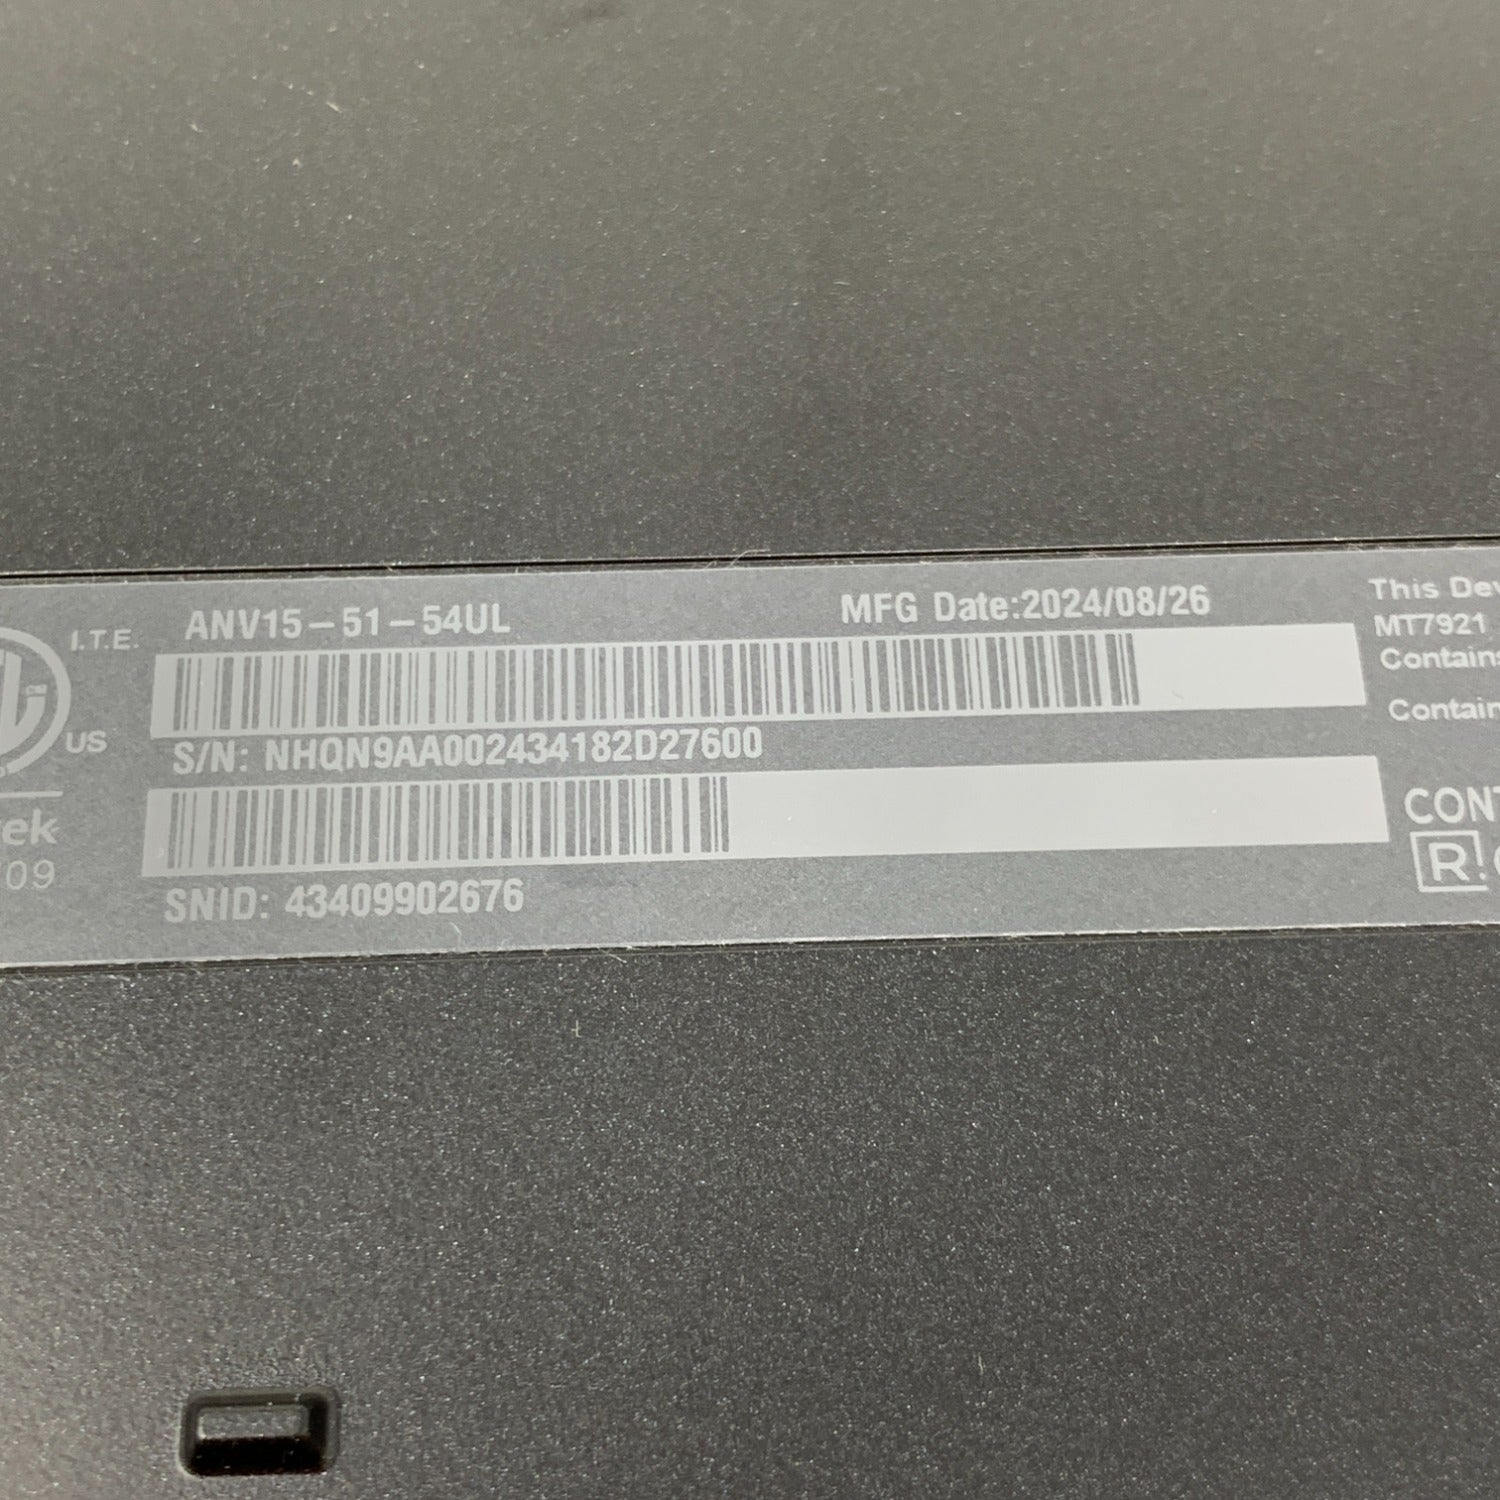 I.T.E.
ANV15-51-54UL
MFG Date:2024/08/26
US
S/N: NHQN9AA002434182D27600
SNID: 43409902676
ek
09
This Dev
MT7921
Contains
Contain
CONT
R